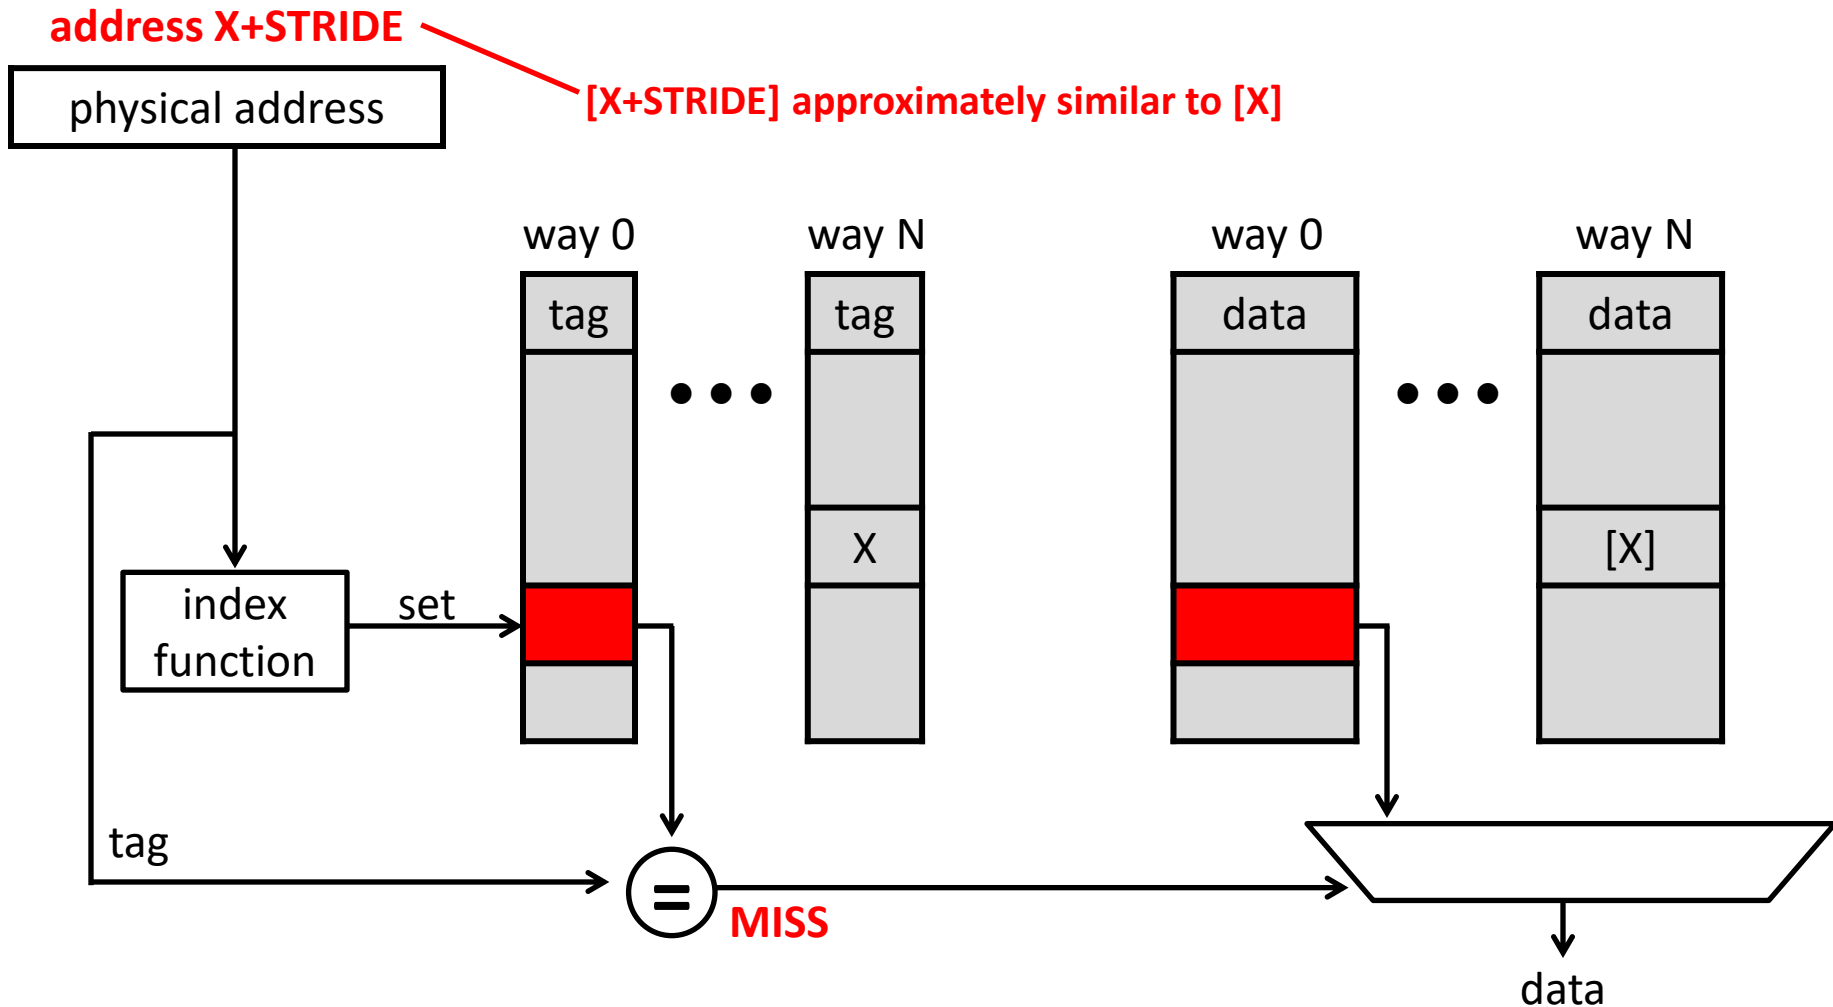 address X+STRIDE
physical address
[X+STRIDE] approximately similar to [X]
way 0
way N
way 0
way N
tag
tag
data
data
•••
•••
X
[X]
index
function
set
tag
=
MISS
data